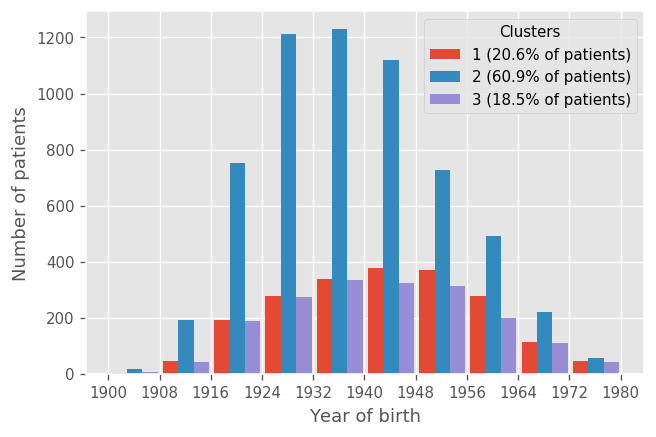 Clusters
1 (20.6% of patients)
2 (60.9% of patients)
3 (18.5% of patients)
Number of patients
1200
1000
800
600
400
200
0
1900 1908 1916 1924 1932 1940 1948 1956 1964 1972 1980
Year of birth